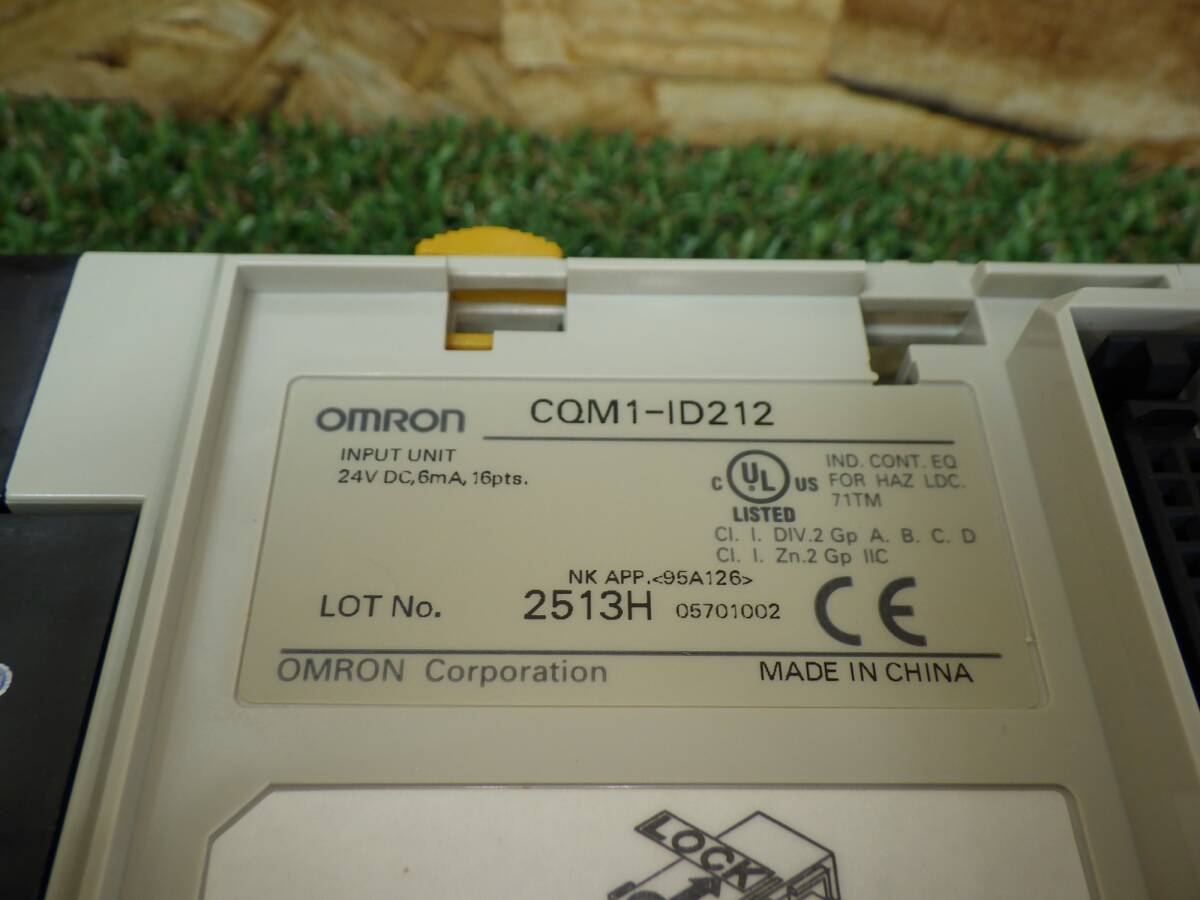 OMRON CQM1-ID212
INPUT UNIT
24V DC,6mA, 16pts.
C UL US
LISTED
IND. CONT. EQ
FOR HAZ LDC.
71TM
Cl. I. DIV.2 Gp A. B. C. D
Cl. I. Zn.2 Gp IIC
NK APP.<95A126>
LOT No. 2513H 05701002 CE
OMRON Corporation MADE IN CHINA
LOCK